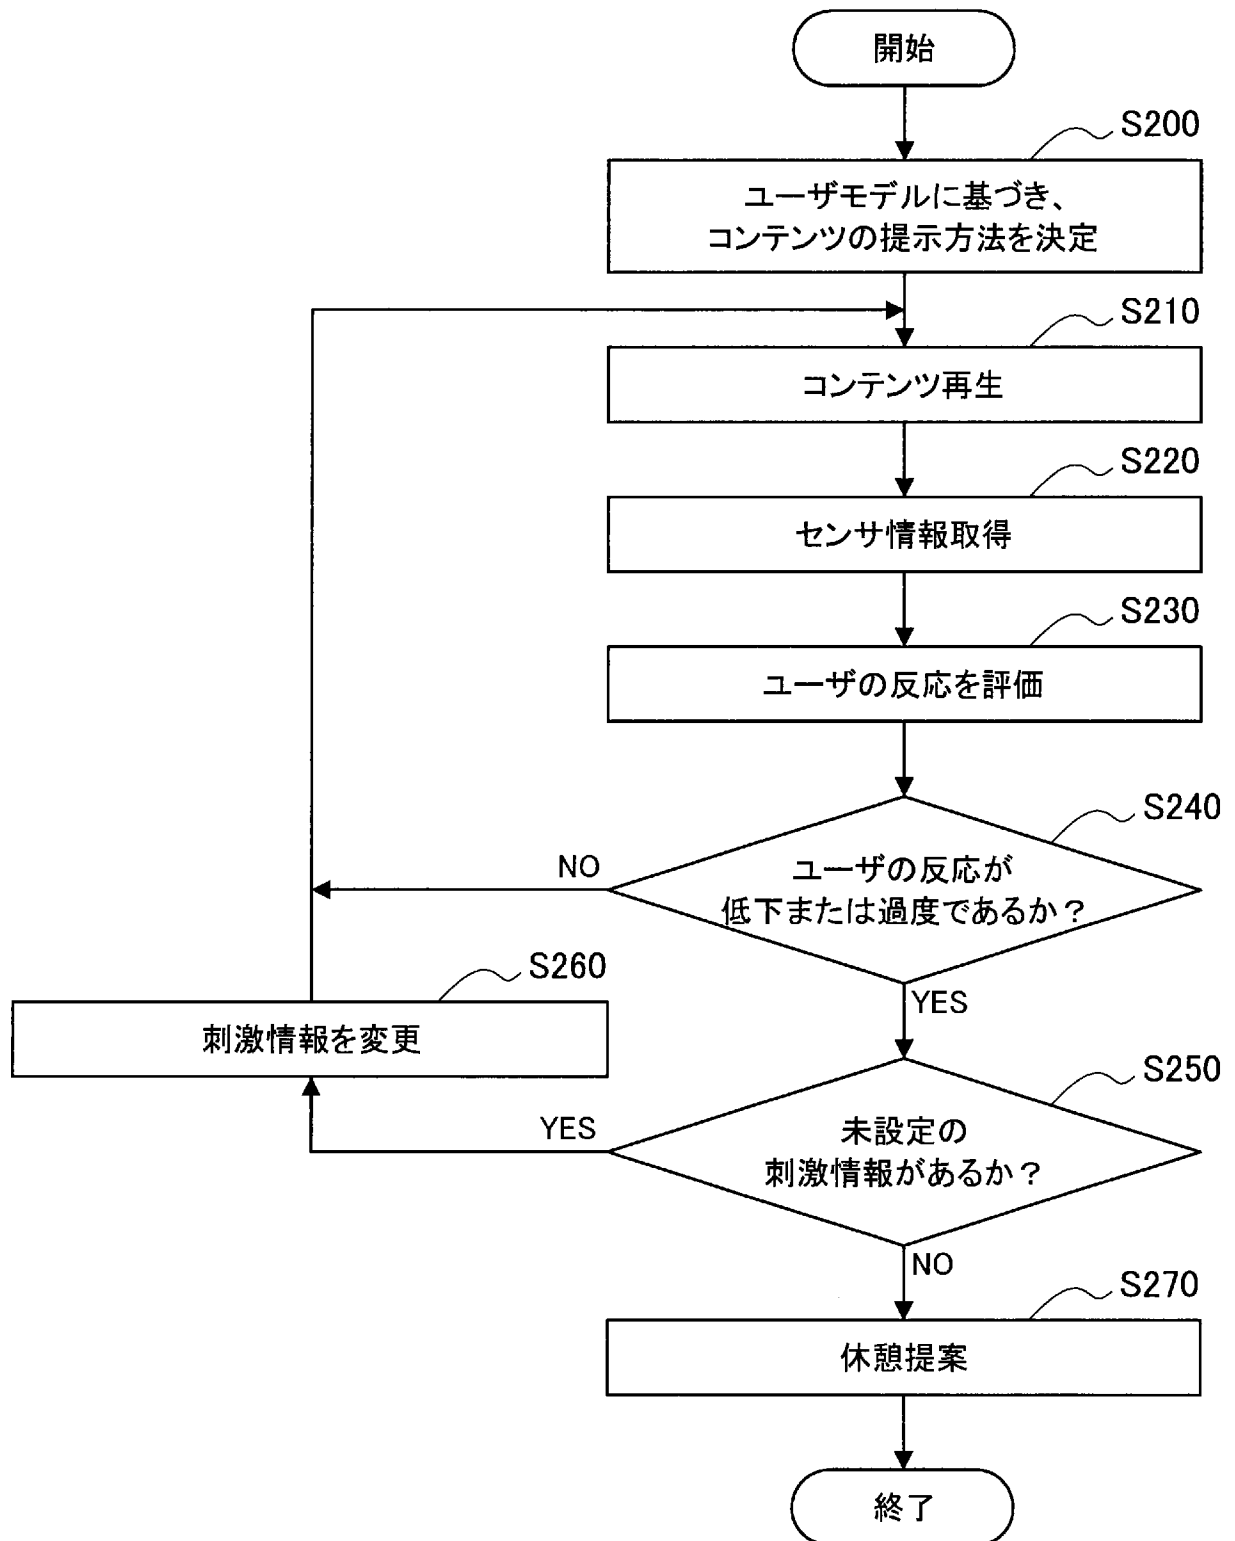 開始
S200
ユーザモデルに基づき、
コンテンツの提示方法を決定
S210
コンテンツ再生
S220
センサ情報取得
S230
ユーザの反応を評価
S240
ユーザの反応が
低下または過度であるか？
NO
YES
S260
刺激情報を変更
S250
未設定の
刺激情報があるか？
YES
NO
S270
休憩提案
終了